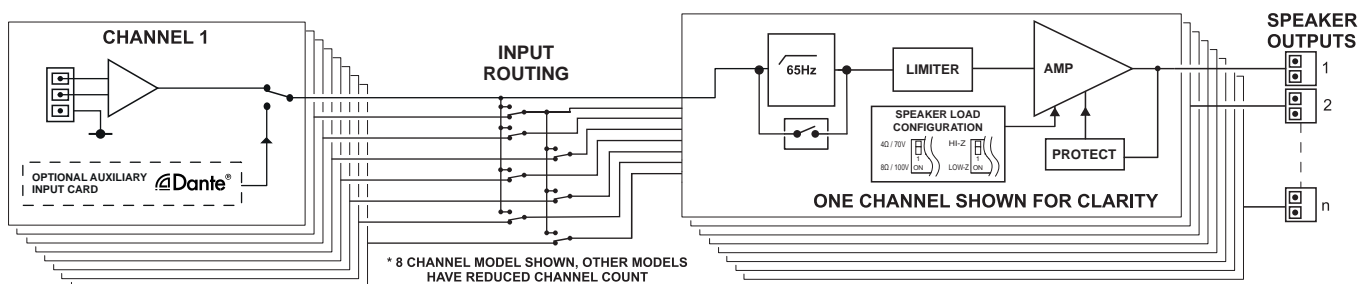 CHANNEL 1
OPTIONAL AUXILIARY
INPUT CARD
Dante®
INPUT
ROUTING
* 8 CHANNEL MODEL SHOWN, OTHER MODELS
HAVE REDUCED CHANNEL COUNT
65Hz
LIMITER
AMP
SPEAKER LOAD
CONFIGURATION
4Ω / 70V
8Ω / 100V
1
ON
HI-Z
LOW-Z
1
ON
PROTECT
ONE CHANNEL SHOWN FOR CLARITY
SPEAKER
OUTPUTS
1
2
n